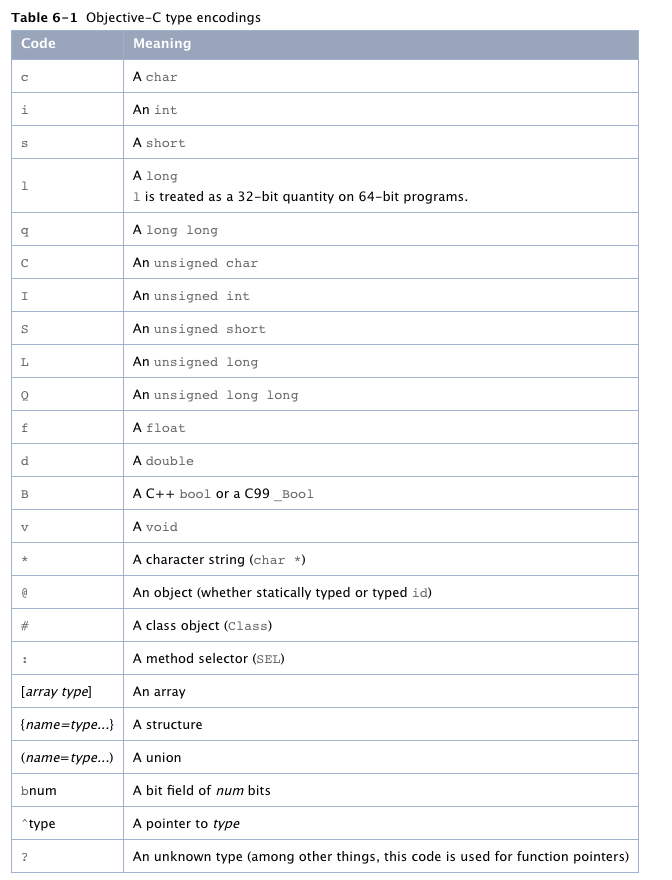 Table 6-1 Objective-C type encodings
Code Meaning
c A char
i An int
s A short
l A long
l is treated as a 32-bit quantity on 64-bit programs.
q A long long
C An unsigned char
I An unsigned int
S An unsigned short
L An unsigned long
Q An unsigned long long
f A float
d A double
B A C++ bool or a C99 _Bool
v A void
* A character string (char *)
@ An object (whether statically typed or typed id)
# A class object (Class)
: A method selector (SEL)
[array type] An array
{name=type...} A structure
(name=type...) A union
bnum A bit field of num bits
^type A pointer to type
? An unknown type (among other things, this code is used for function pointers)